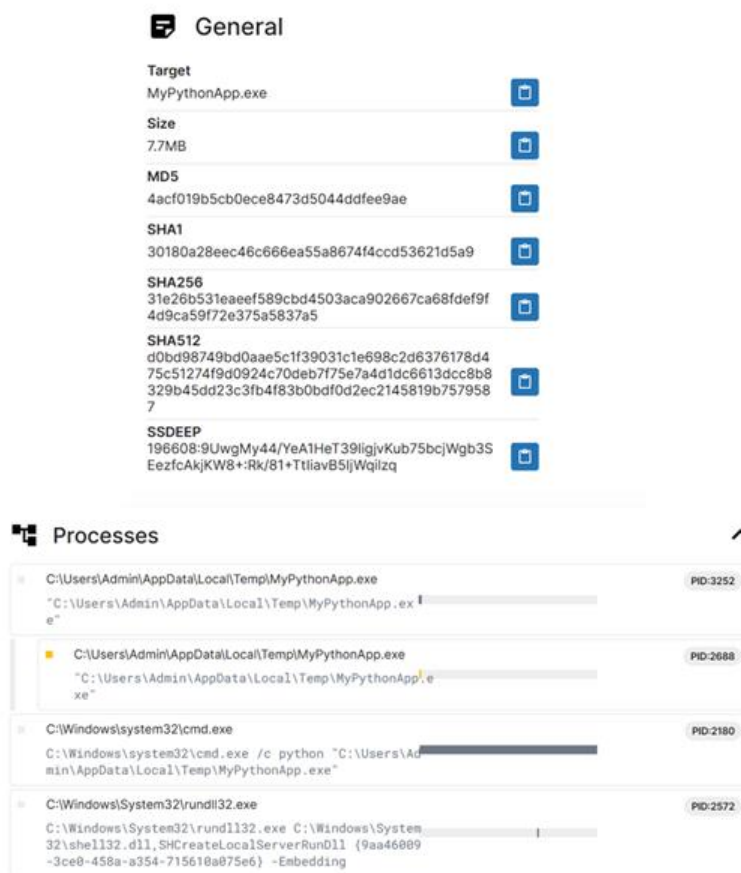 General
Target
MyPythonApp.exe
Size
7.7MB
MD5
4acf019b5cb0ece8473d5044ddfee9ae
SHA1
30180a28eec46c666ea55a8674f4ccd53621d5a9
SHA256
31e26b531eaeef589cbd4503aca902667ca68fdef9f
4d9ca59f72e375a5837a5
SHA512
d0bd98749bd0aae5c1f39031c1e698c2d6376178d4
75c51274f9d0924c70deb7f75e7a4d1dc6613dcc8b8
329b45dd23c3fb4f83b0bdf0d2ec2145819b757958
7
SSDEEP
196608:9UwgMy44/YeA1HeT39IigjvKub75bcjWgb3S
EezfcAkjKW8+:Rk/81+TtIiavB5IjWqilzq
Processes
C:\Users\Admin\AppData\Local\Temp\MyPythonApp.exe
PID:3252
"C:\Users\Admin\AppData\Local\Temp\MyPythonApp.ex
e"
C:\Users\Admin\AppData\Local\Temp\MyPythonApp.exe
PID:2688
"C:\Users\Admin\AppData\Local\Temp\MyPythonApp.e
xe"
C:\Windows\system32\cmd.exe
PID:2180
C:\Windows\system32\cmd.exe /c python "C:\Users\Ad
min\AppData\Local\Temp\MyPythonApp.exe"
C:\Windows\System32\rundll32.exe
PID:2572
C:\Windows\System32\rundll32.exe C:\Windows\System
32\shell32.dll,SHCreateLocalServerRunDll {9aa46009
-3ce0-458a-a354-715610a075e6} -Embedding